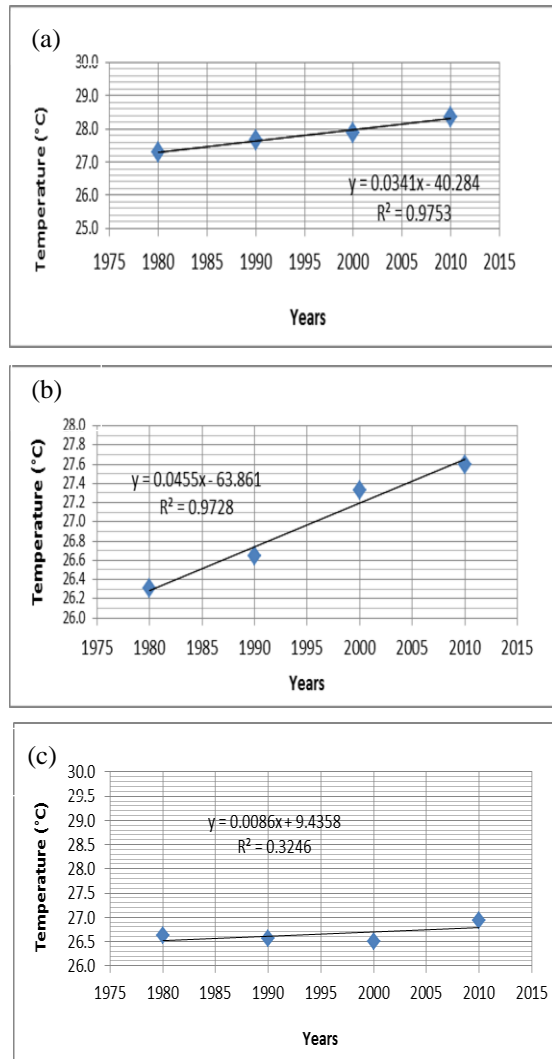 (a)
30.0
29.0
28.0
27.0
26.0
25.0
Temperature (°C)
y = 0.0341x - 40.284
R² = 0.9753
1975 1980 1985 1990 1995 2000 2005 2010 2015
Years
(b)
28.0
27.8
27.6
27.4
27.2
27.0
26.8
26.6
26.4
26.2
26.0
Temperature (°C)
y = 0.0455x - 63.861
R² = 0.9728
1975 1980 1985 1990 1995 2000 2005 2010 2015
Years
(c)
30.0
29.5
29.0
28.5
28.0
27.5
27.0
26.5
26.0
Temperature (°C)
y = 0.0086x + 9.4358
R² = 0.3246
1975 1980 1985 1990 1995 2000 2005 2010 2015
Years